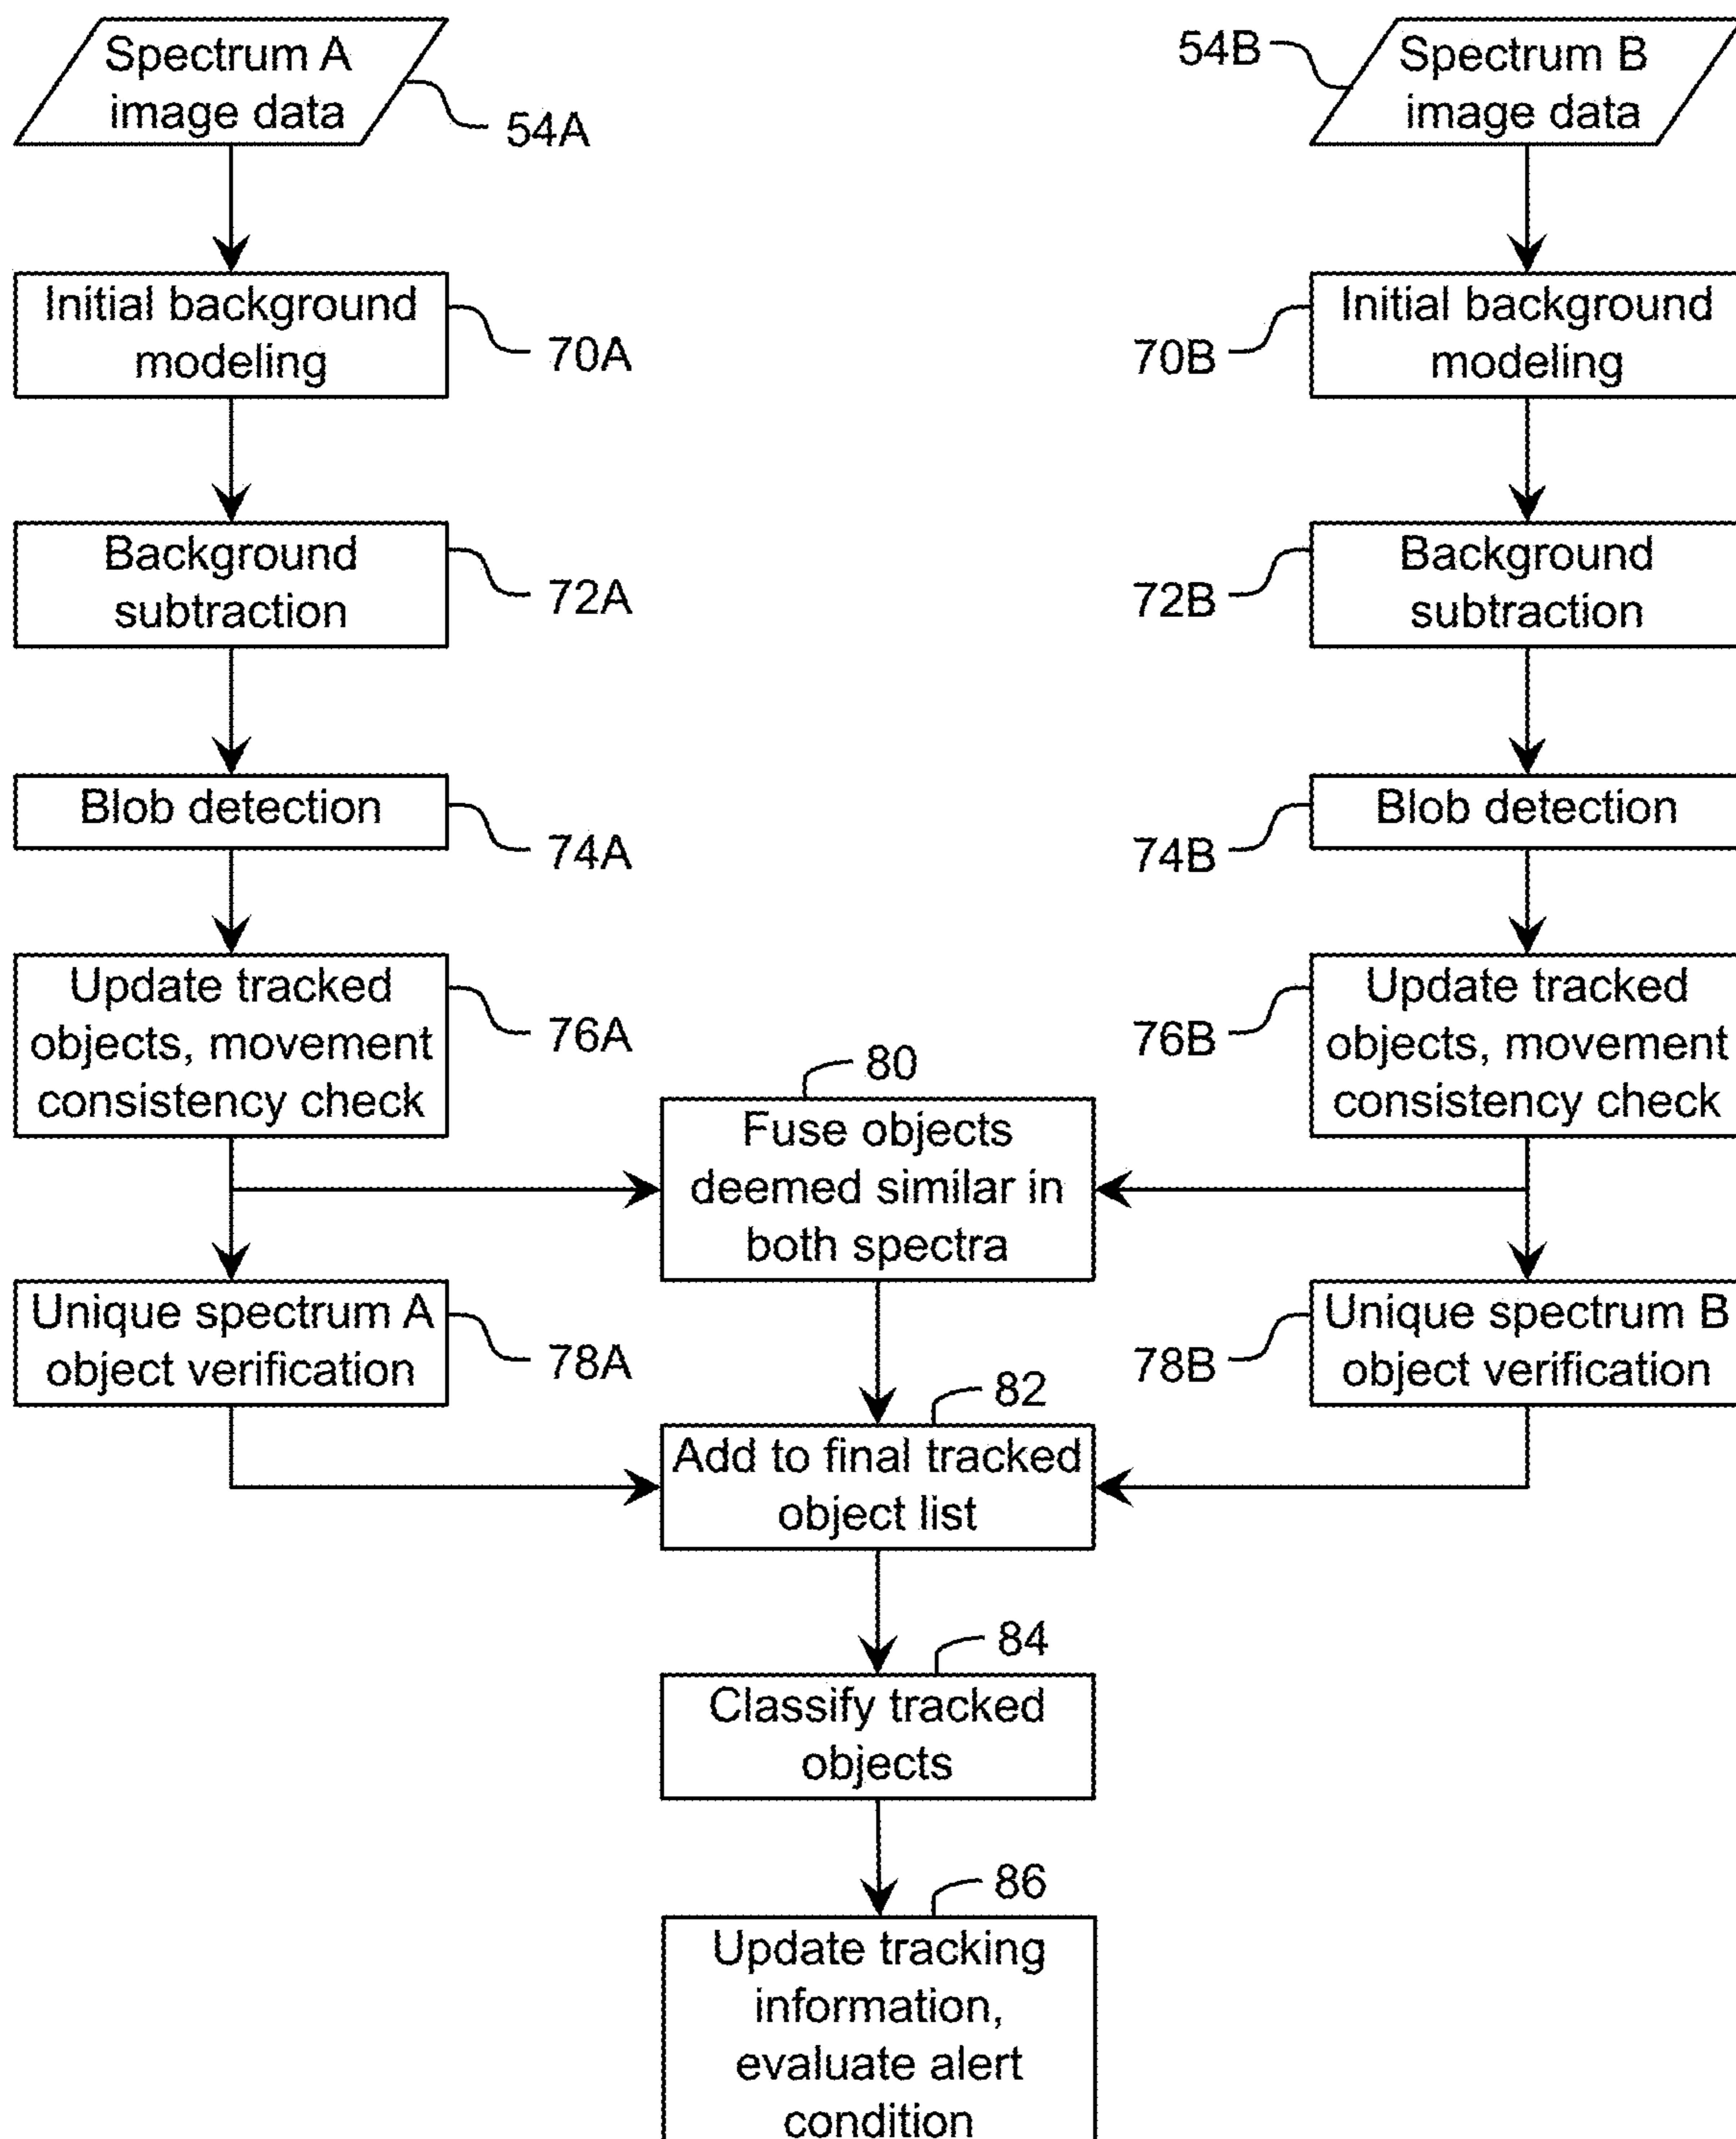 Spectrum A
image data
54A
54B
Spectrum B
image data
Initial background
modeling
70A
70B
Initial background
modeling
Background
subtraction
72A
72B
Background
subtraction
Blob detection
74A
74B
Blob detection
Update tracked
objects, movement
consistency check
76A
76B
Update tracked
objects, movement
consistency check
80
Fuse objects
deemed similar in
both spectra
Unique spectrum A
object verification
78A
78B
Unique spectrum B
object verification
82
Add to final tracked
object list
84
Classify tracked
objects
86
Update tracking
information,
evaluate alert
condition